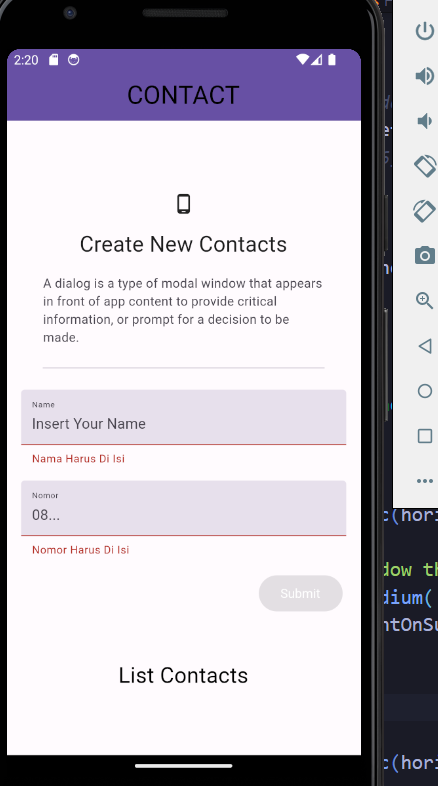 2:20
CONTACT
Create New Contacts
A dialog is a type of modal window that appears
in front of app content to provide critical
information, or prompt for a decision to be
made.
Name
Insert Your Name
Nama Harus Di Isi
Nomor
08...
Nomor Harus Di Isi
Submit
List Contacts
c(hori
dow th
dium(
ntOnSu
c(hori